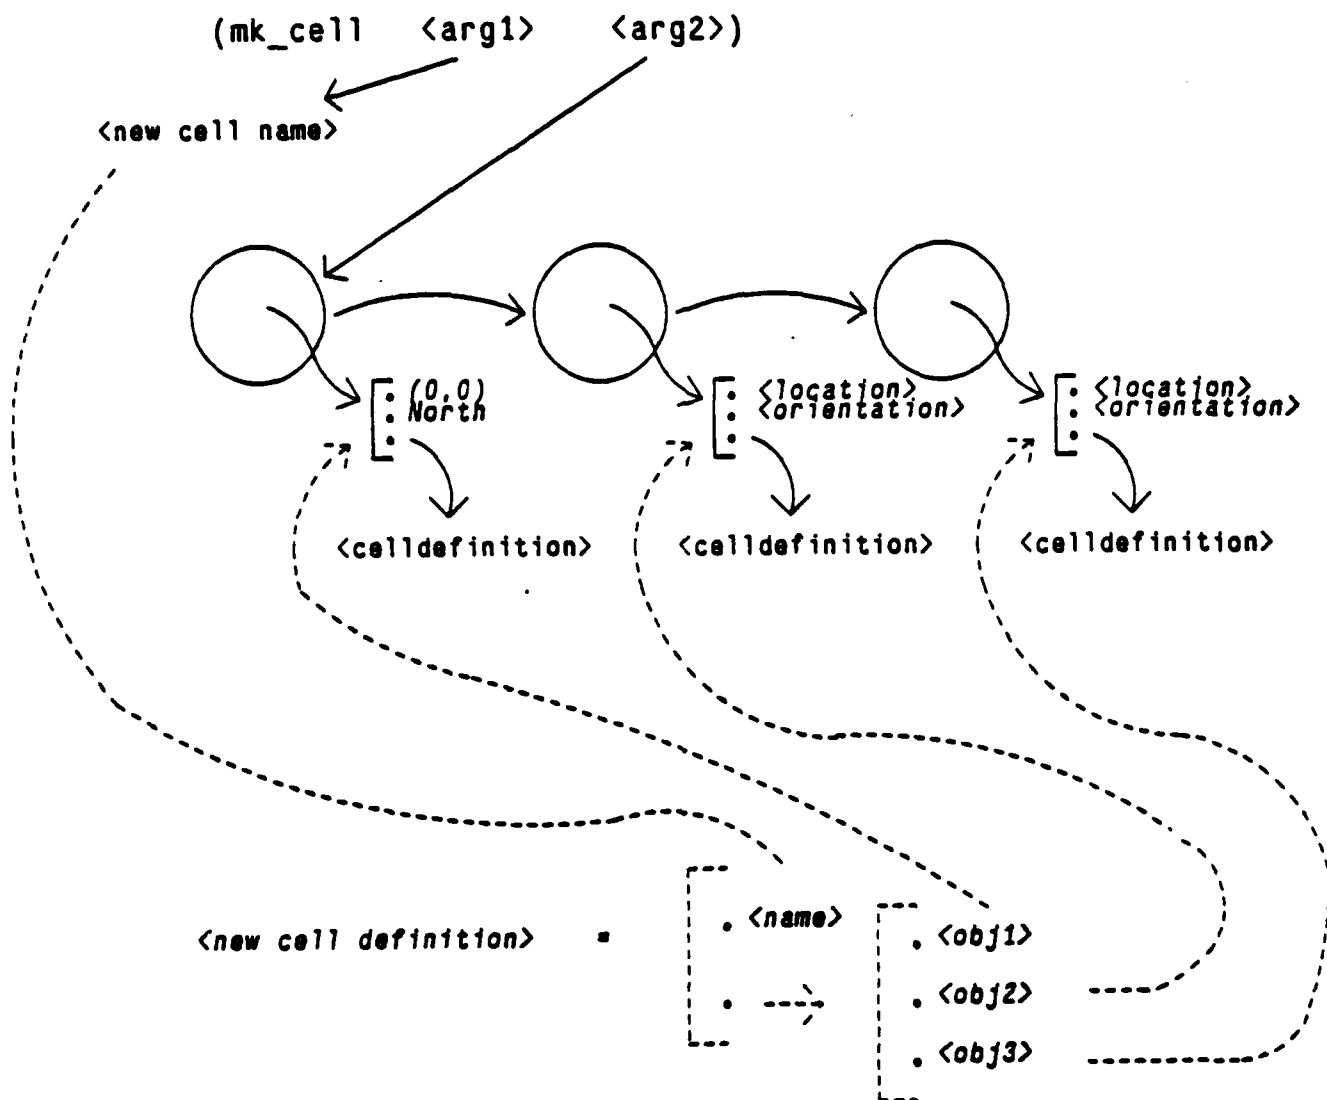 (mk_cell <arg1> <arg2>)
<new cell name>
(0,0)
North
<location>
<orientation>
<location>
<orientation>
<celldefinition>
<celldefinition>
<celldefinition>
<new cell definition> =
<name>
<obj1>
<obj2>
<obj3>